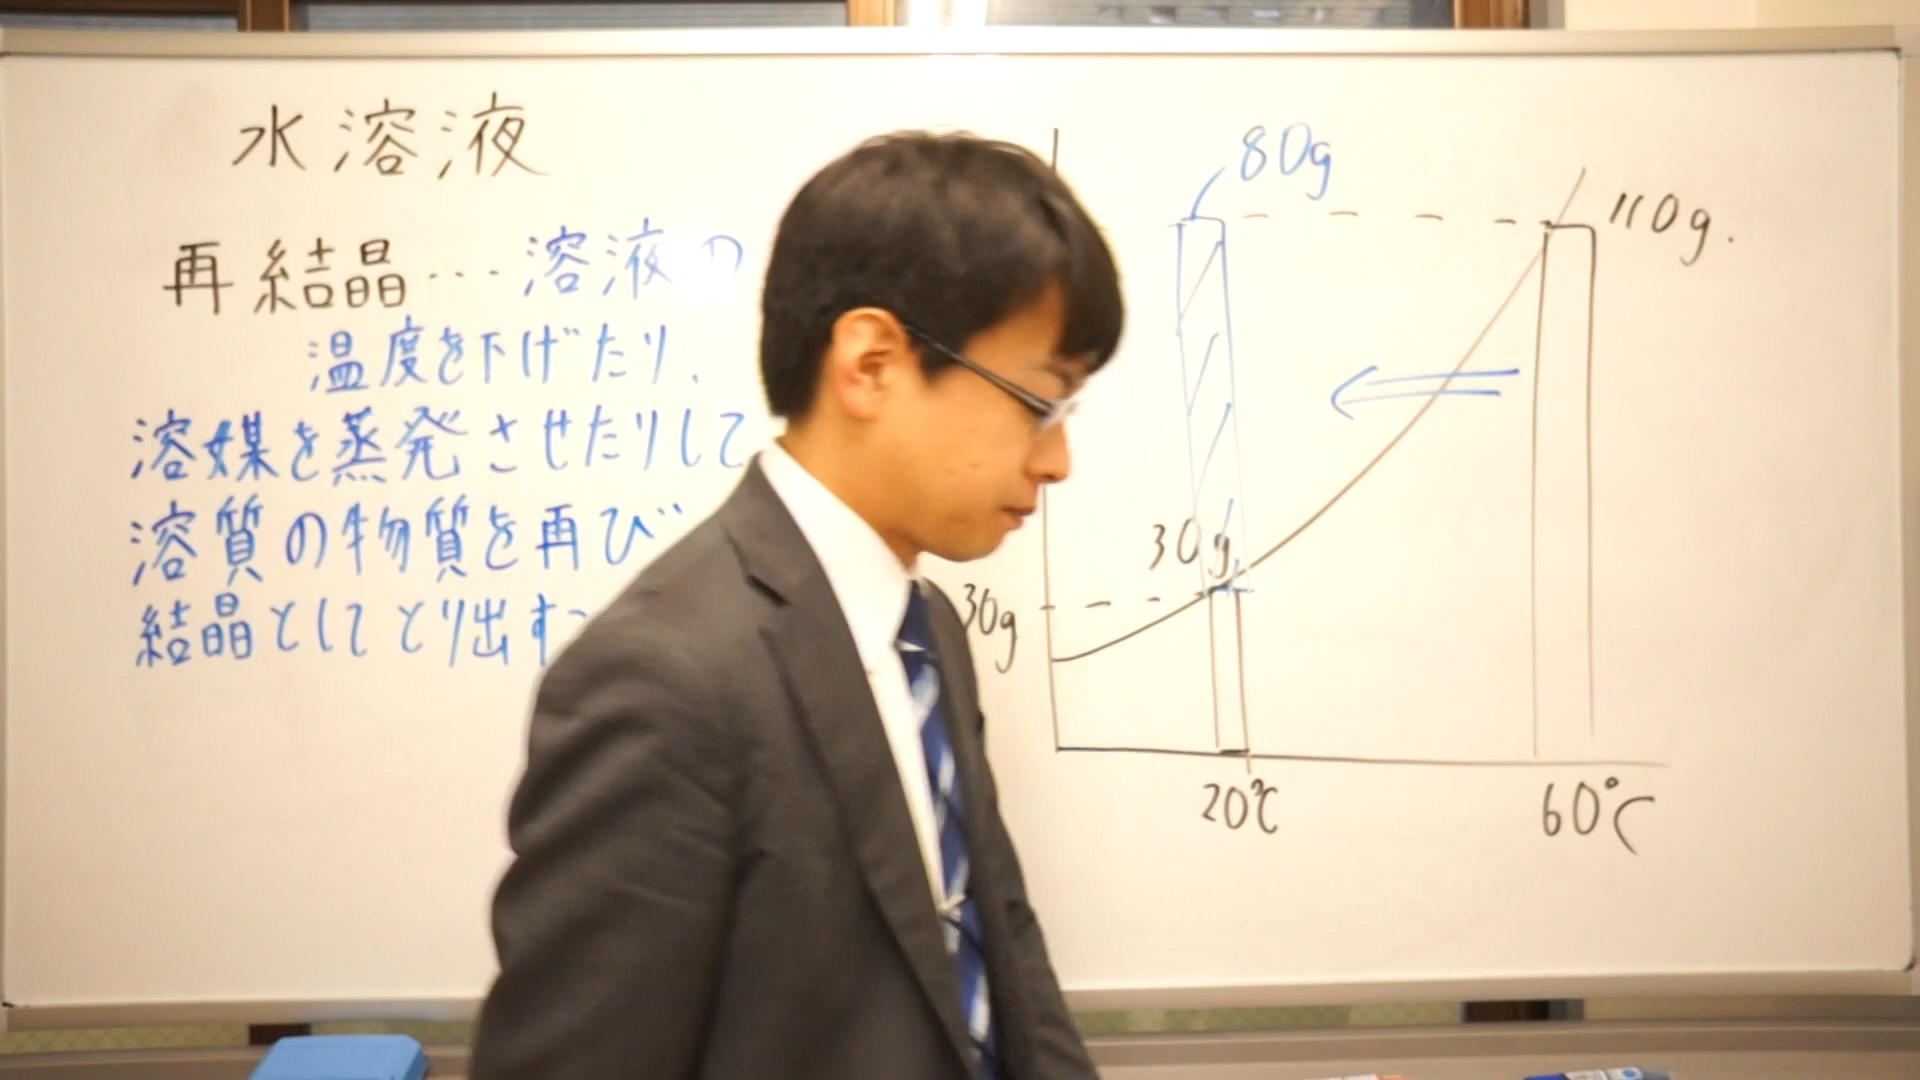 水溶液
再結晶…溶液の
温度を下げたり、
溶媒を蒸発させたりして
溶質の物質を再び
結晶としてとり出す
80g
110g.
30g
30g
20℃
60℃